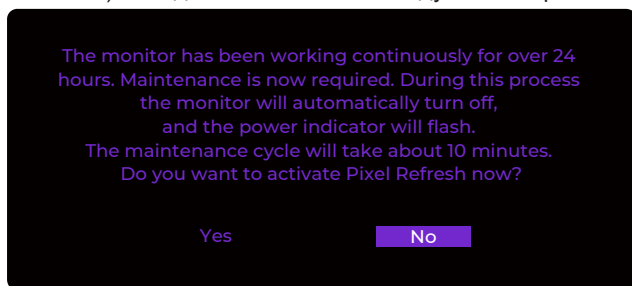 The monitor has been working continuously for over 24
hours. Maintenance is now required. During this process
the monitor will automatically turn off,
and the power indicator will flash.
The maintenance cycle will take about 10 minutes.
Do you want to activate Pixel Refresh now?
Yes No